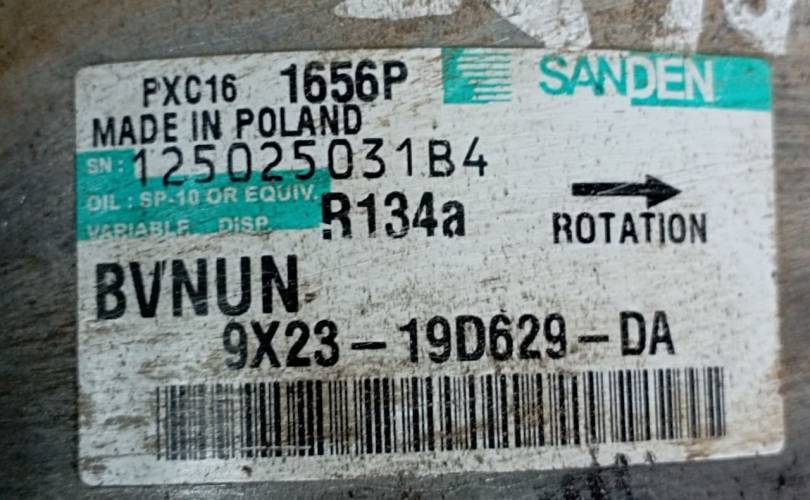 PXC16 1656P SANDEN
MADE IN POLAND
SN: 125025031B4
OIL : SP-10 OR EQUIV.
VARIABLE DISP. R134a
ROTATION
BVNUN
9X23-19D629-DA